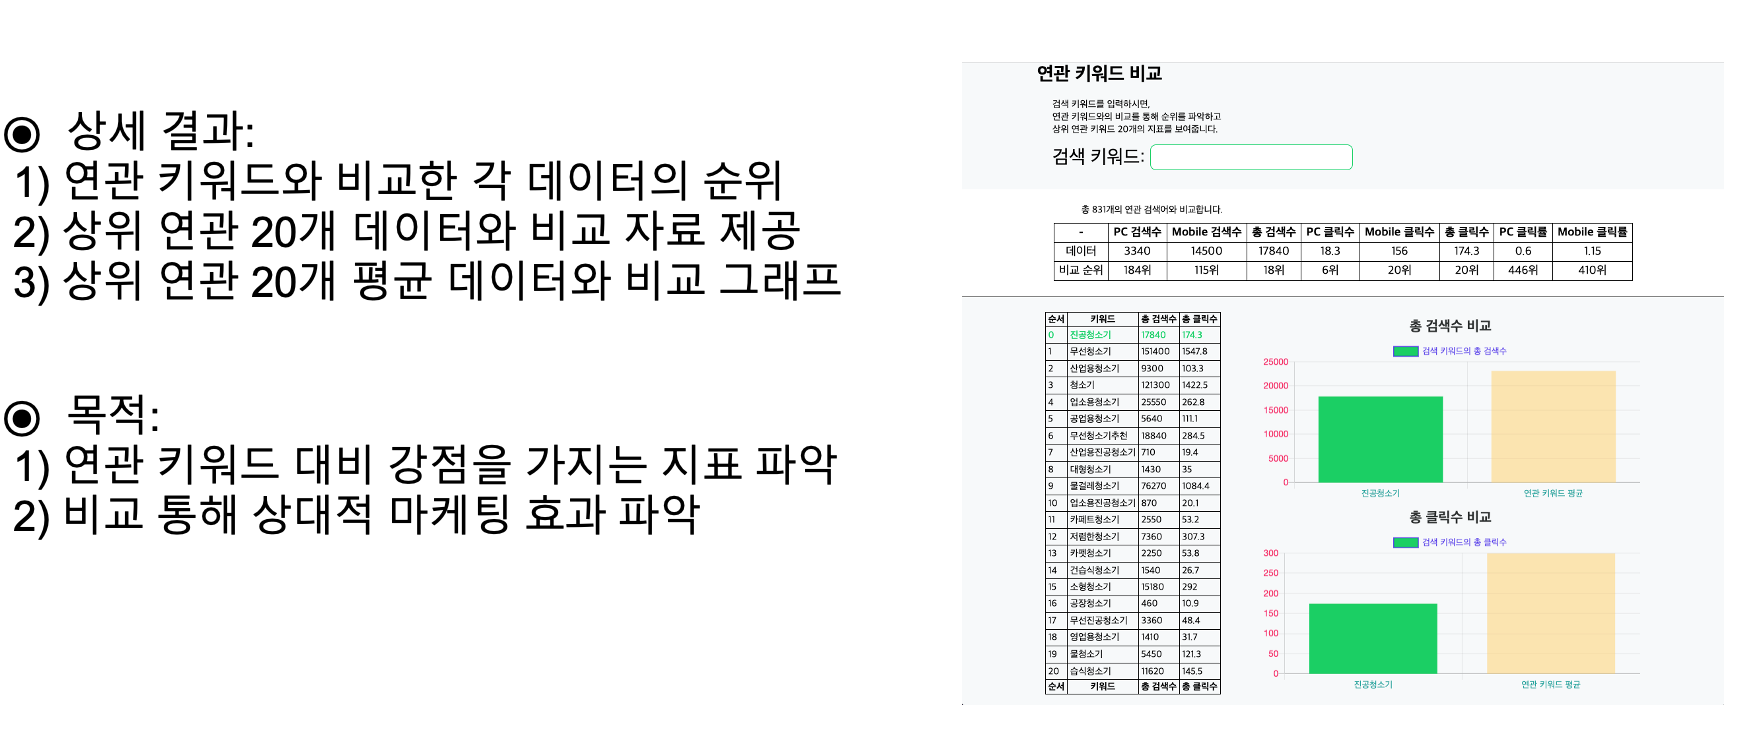 ◉ 상세 결과:
1) 연관 키워드와 비교한 각 데이터의 순위
2) 상위 연관 20개 데이터와 비교 자료 제공
3) 상위 연관 20개 평균 데이터와 비교 그래프
◉ 목적:
1) 연관 키워드 대비 강점을 가지는 지표 파악
2) 비교 통해 상대적 마케팅 효과 파악
연관 키워드 비교
검색 키워드를 입력하시면,
연관 키워드와의 비교를 통해 순위를 파악하고
상위 연관 키워드 20개의 지표를 보여줍니다.
검색 키워드:
총 831개의 연관 검색어와 비교합니다.
- PC 검색수 Mobile 검색수 총 검색수 PC 클릭수 Mobile 클릭수 총 클릭수 PC 클릭률 Mobile 클릭률
데이터 3340 14500 17840 18.3 156 174.3 0.6 1.15
비교 순위 184위 115위 18위 6위 20위 20위 446위 410위
순서 키워드 총 검색수 총 클릭수
0 진공청소기 17840 174.3
1 무선청소기 151400 1547.8
2 산업용청소기 9300 103.3
3 청소기 121300 1422.5
4 업소용청소기 25550 262.8
5 공업용청소기 5640 111.1
6 무선청소기추천 18840 284.5
7 산업용진공청소기 710 19.4
8 대형청소기 1430 35
9 물걸레청소기 76270 1084.4
10 업소용진공청소기 870 20.1
11 카페트청소기 2550 53.2
12 저렴한청소기 7360 307.3
13 카펫청소기 2250 53.8
14 건습식청소기 1540 26.7
15 소형청소기 15180 292
16 공장청소기 460 10.9
17 무선진공청소기 3360 48.4
18 영업용청소기 1410 31.7
19 물청소기 5450 121.3
20 습식청소기 11620 145.5
순서 키워드 총 검색수 총 클릭수
총 검색수 비교
검색 키워드의 총 검색수
25000
20000
15000
10000
5000
0
진공청소기 연관 키워드 평균
총 클릭수 비교
검색 키워드의 총 클릭수
300
250
200
150
100
50
0
진공청소기 연관 키워드 평균